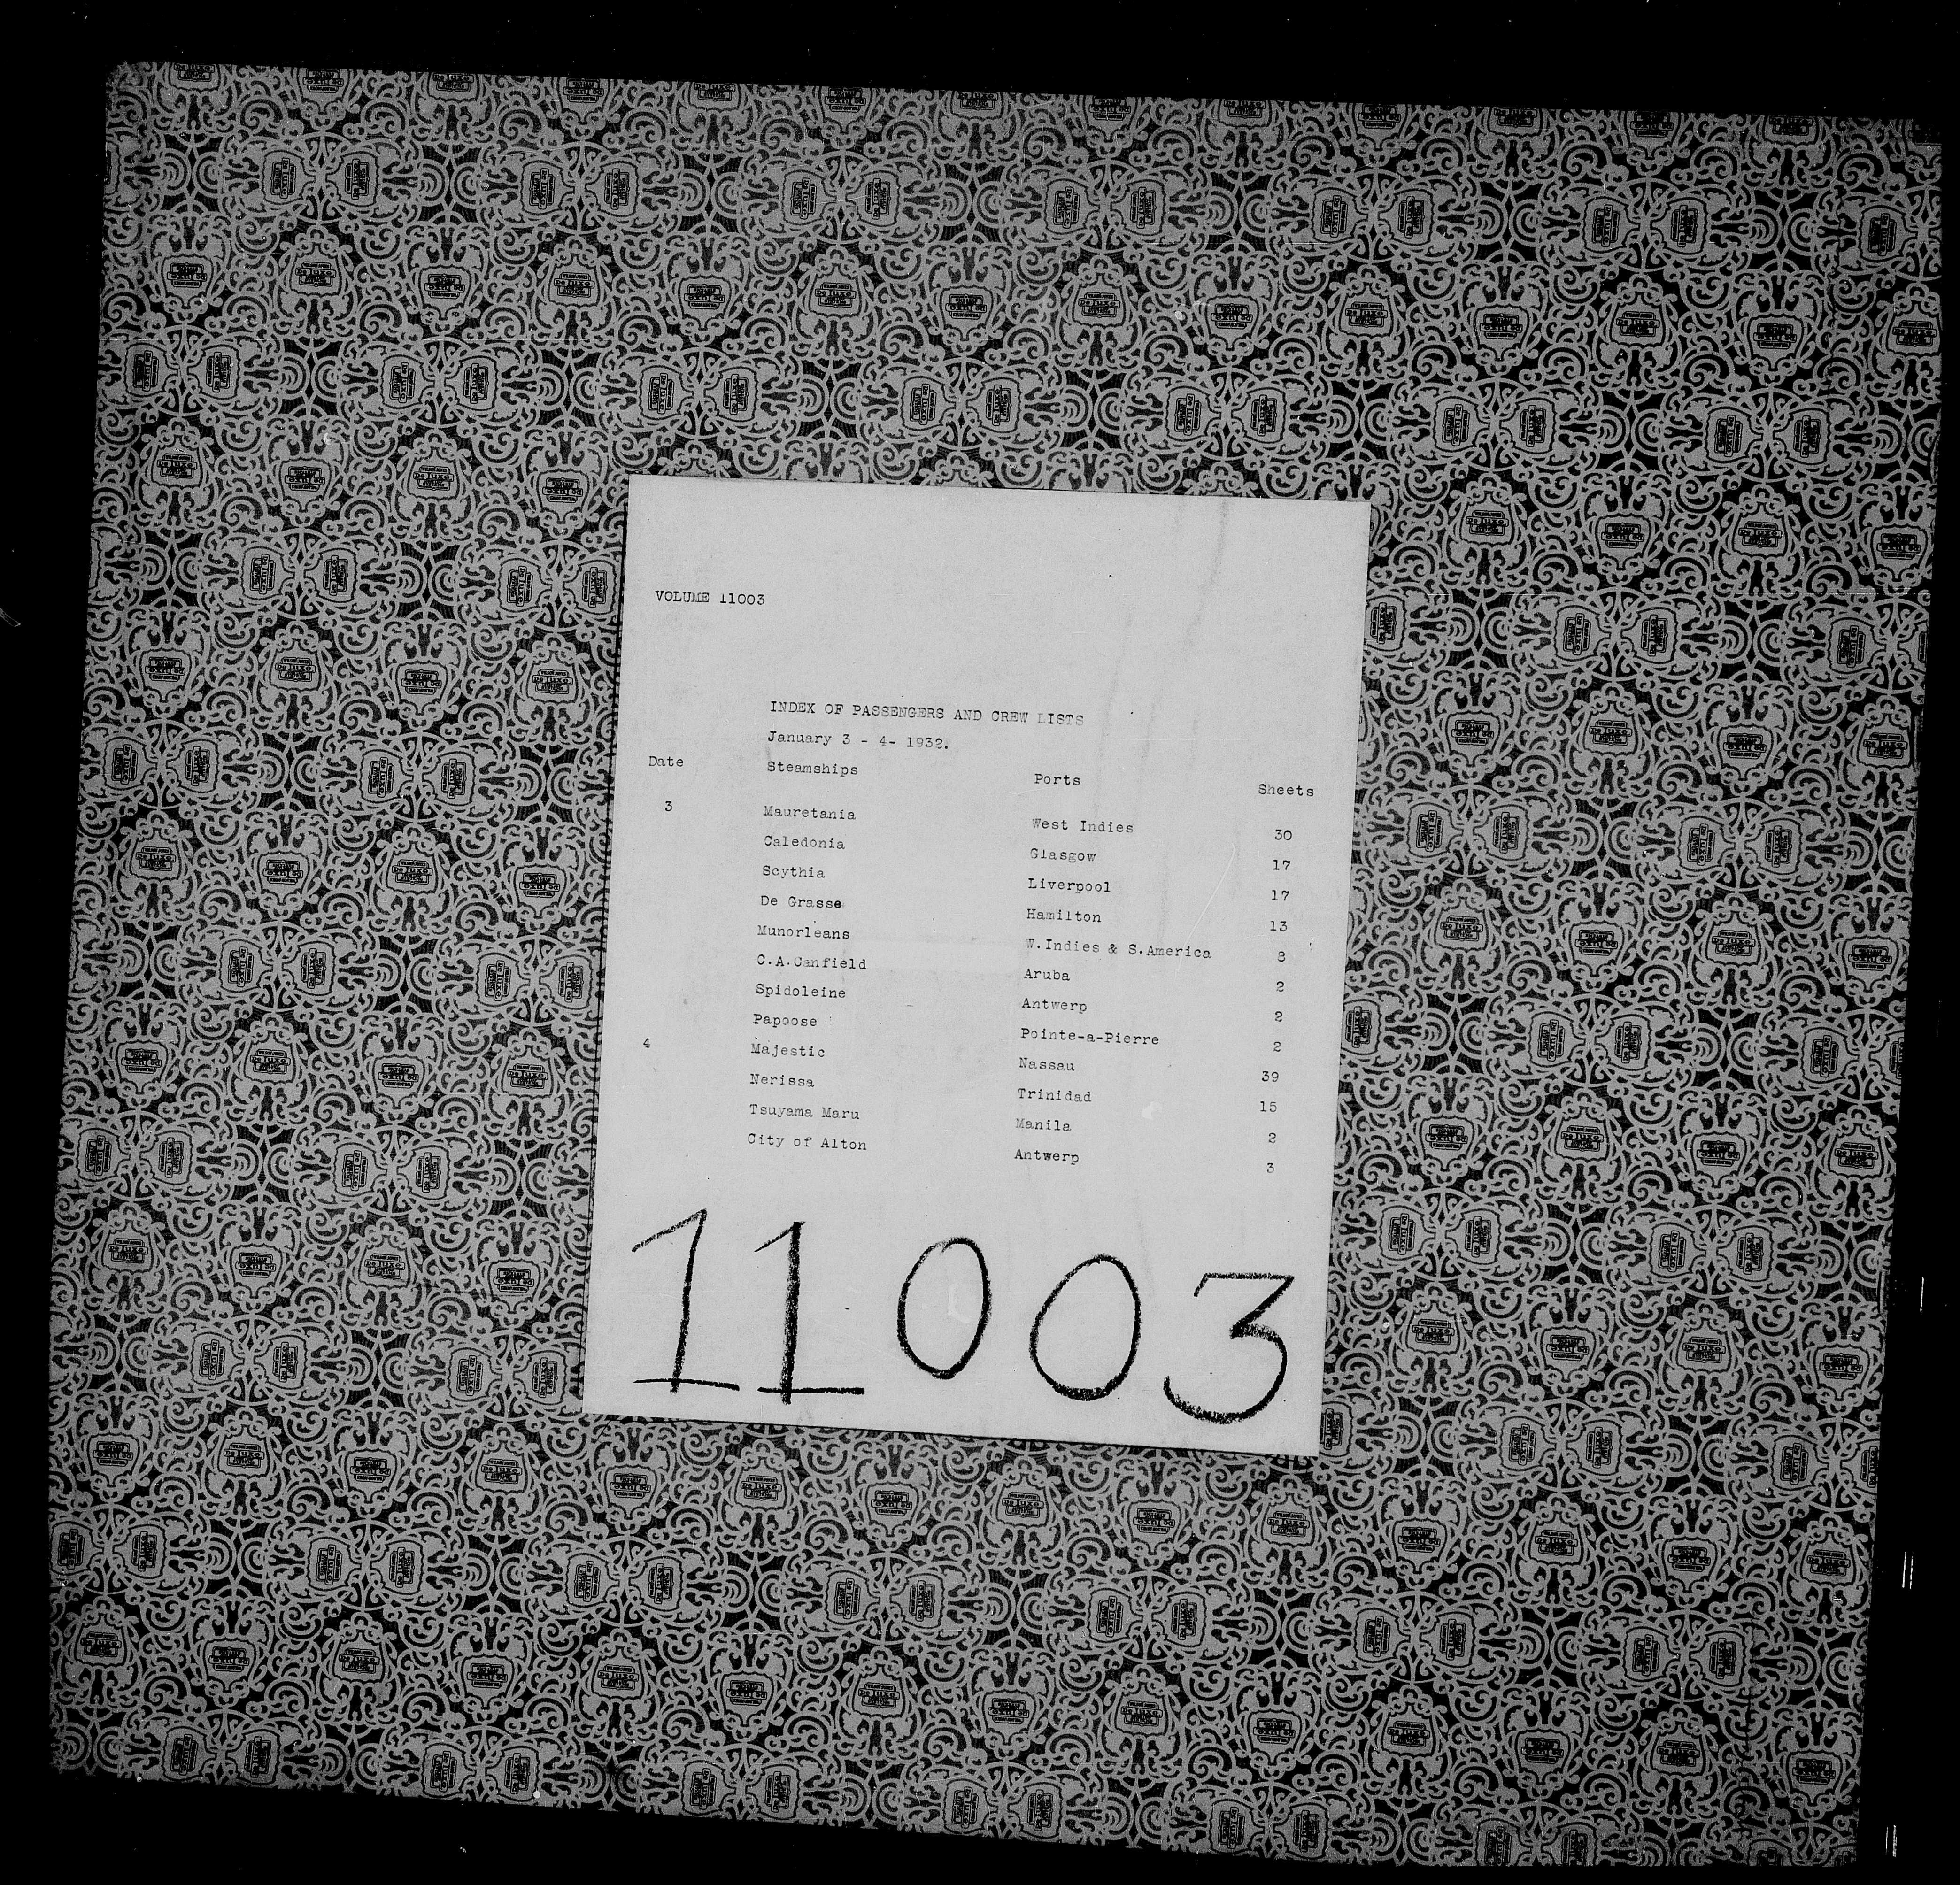 VOLUME 11003
INDEX OF PASSENGERS AND CREW LISTS
January 3 - 4- 1932.
Date Steamships Ports Sheets
3 Mauretania West Indies 30
Caledonia Glasgow 17
Scythia Liverpool 17
De Grasse Hamilton 13
Munorleans W.Indies & S.America 3
C.A.Canfield Aruba 2
Spidoleine Antwerp 2
Papoose Pointe-a-Pierre 2
4 Majestic Nassau 39
Nerissa Trinidad 15
Tsuyama Maru Manila 2
City of Alton Antwerp 3
11003
De luxe